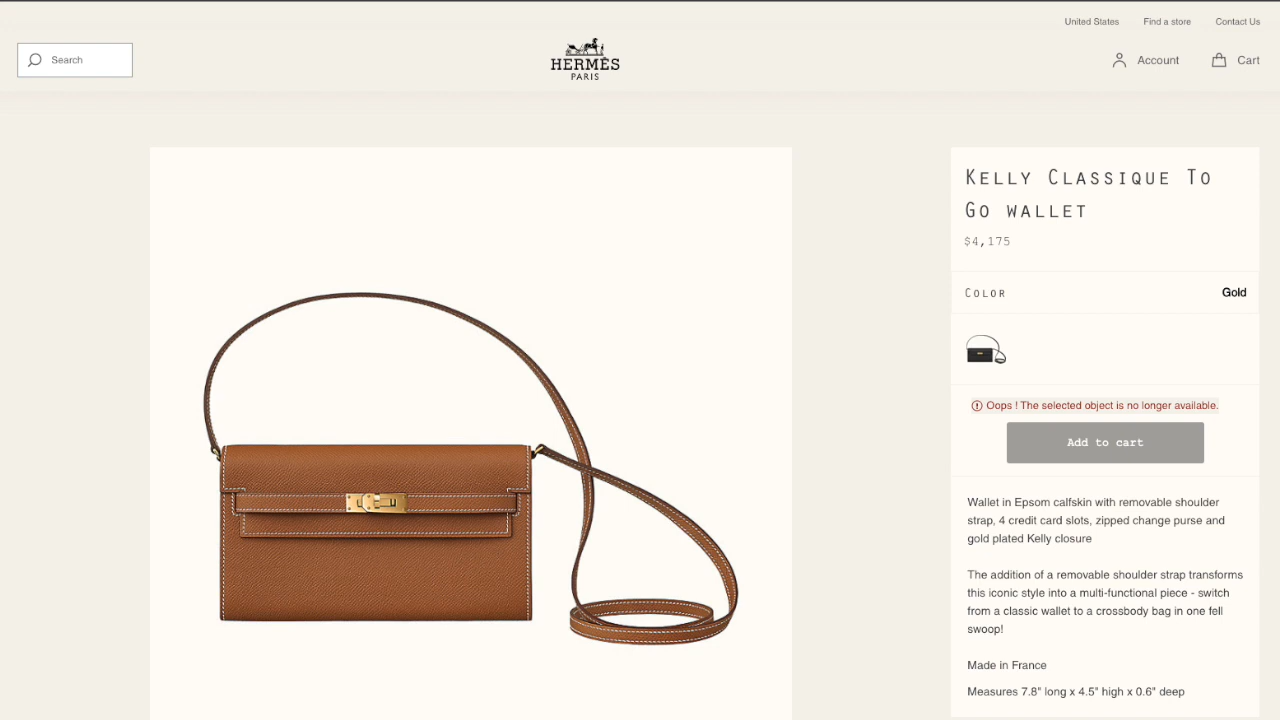 United States Find a store Contact Us
Search
HERMÈS
PARIS
Account
Cart
Kelly Classique To
Go wallet
$4,175
Color
Gold
Oops ! The selected object is no longer available.
Add to cart
Wallet in Epsom calfskin with removable shoulder
strap, 4 credit card slots, zipped change purse and
gold plated Kelly closure
The addition of a removable shoulder strap transforms
this iconic style into a multi-functional piece - switch
from a classic wallet to a crossbody bag in one fell
swoop!
Made in France
Measures 7.8" long x 4.5" high x 0.6" deep